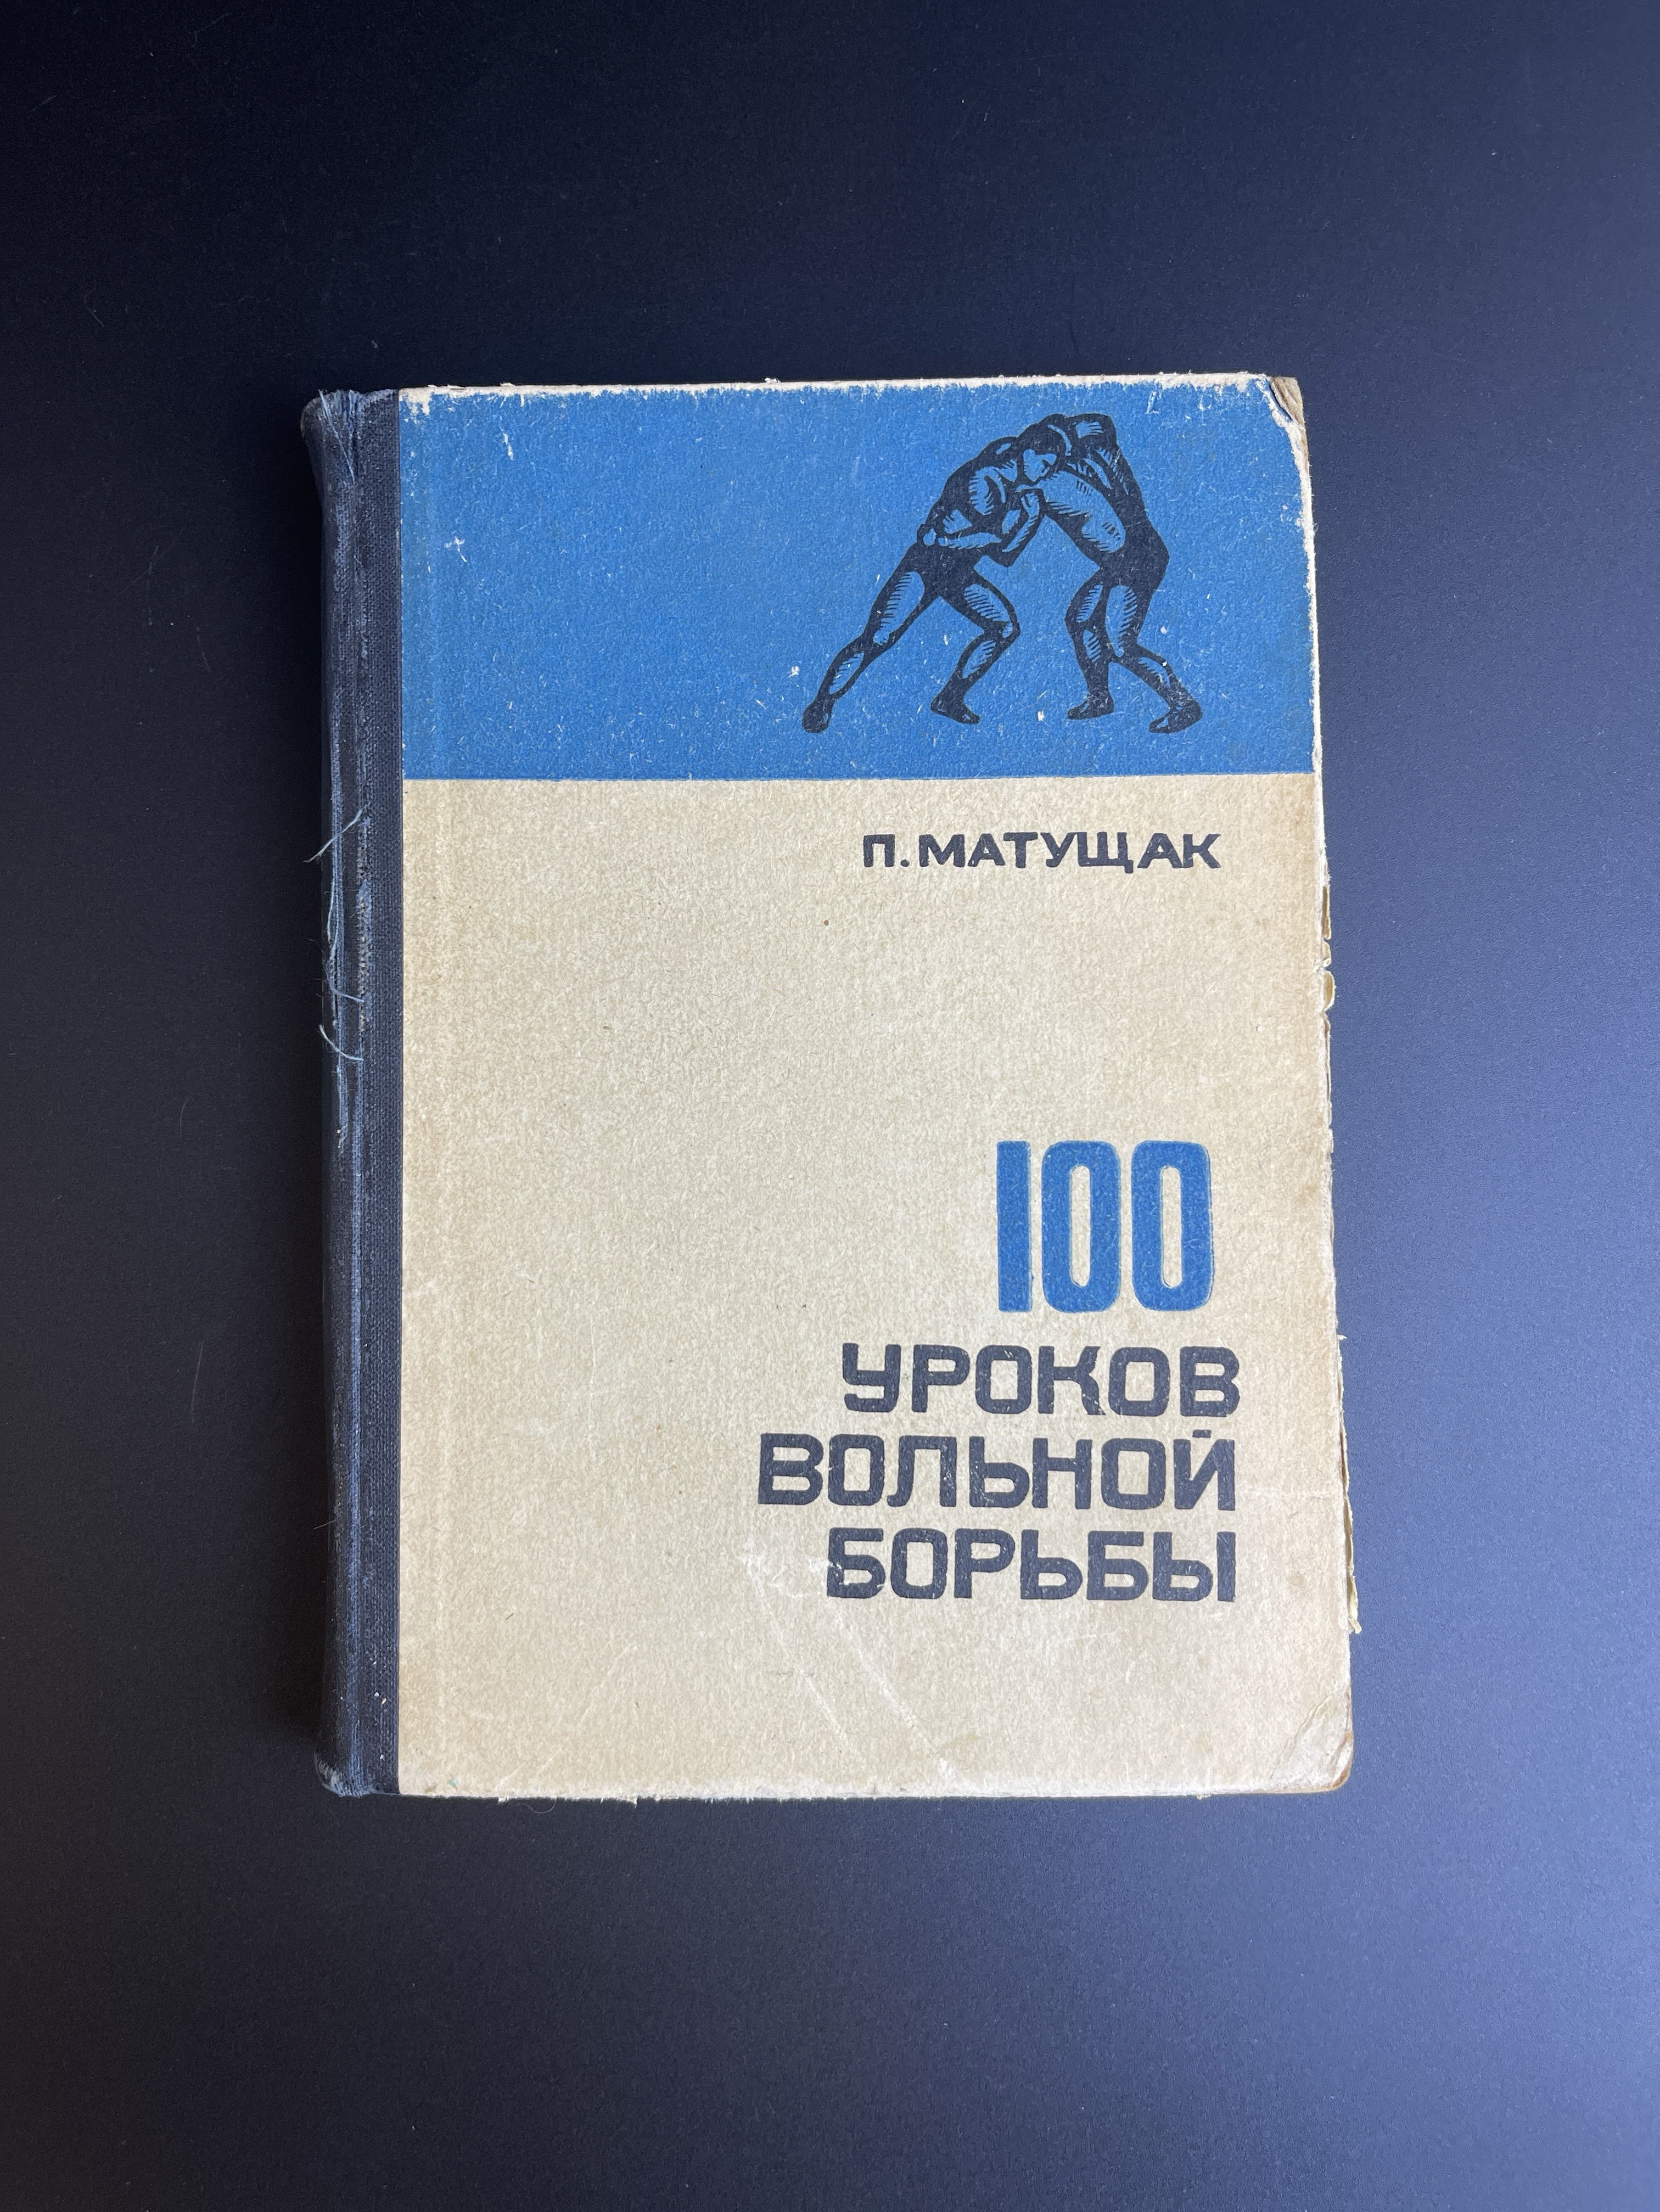 П. МАТУЩАК
100
УРОКОВ
ВОЛЬНОЙ
БОРЬБЫ